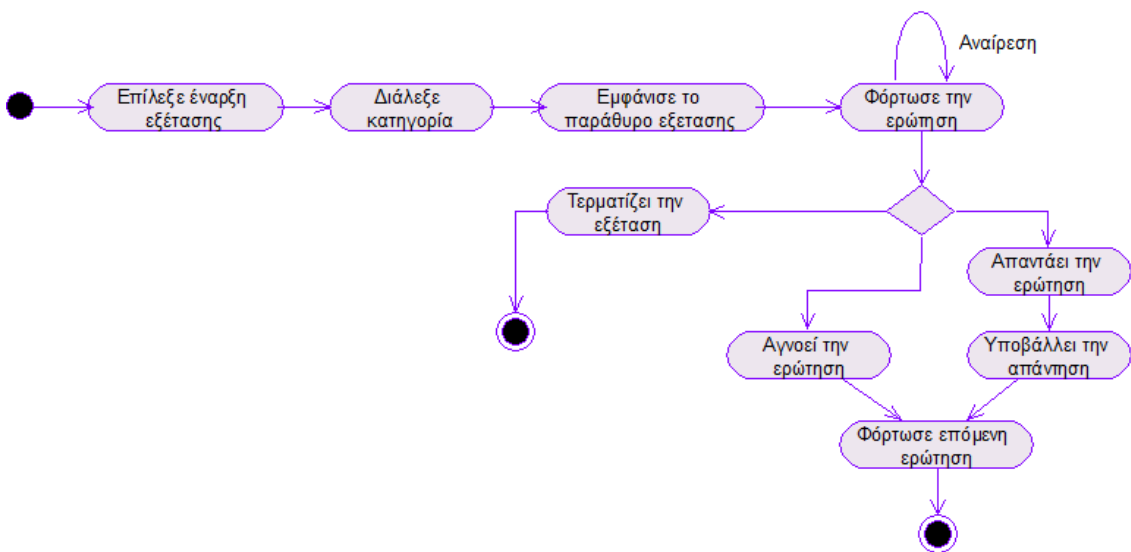 Αναίρεση
Επίλεξε έναρξη
εξέτασης
Διάλεξε
κατηγορία
Εμφάνισε το
παράθυρο εξετασης
Φόρτωσε την
ερώτηση
Τερματίζει την
εξέταση
Απαντάει την
ερώτηση
Αγνοεί την
ερώτηση
Υποβάλλει την
απάντηση
Φόρτωσε επόμενη
ερώτηση